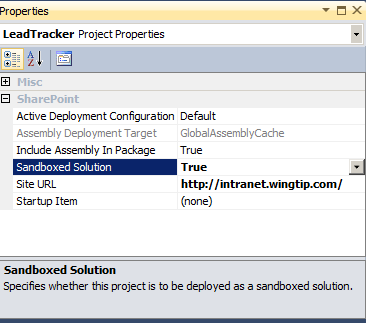 Properties
LeadTracker Project Properties
Misc
SharePoint
Active Deployment Configuration Default
Assembly Deployment Target GlobalAssemblyCache
Include Assembly In Package True
Sandboxed Solution True
Site URL http://intranet.wingtip.com/
Startup Item (none)
Sandboxed Solution
Specifies whether this project is to be deployed as a sandboxed solution.